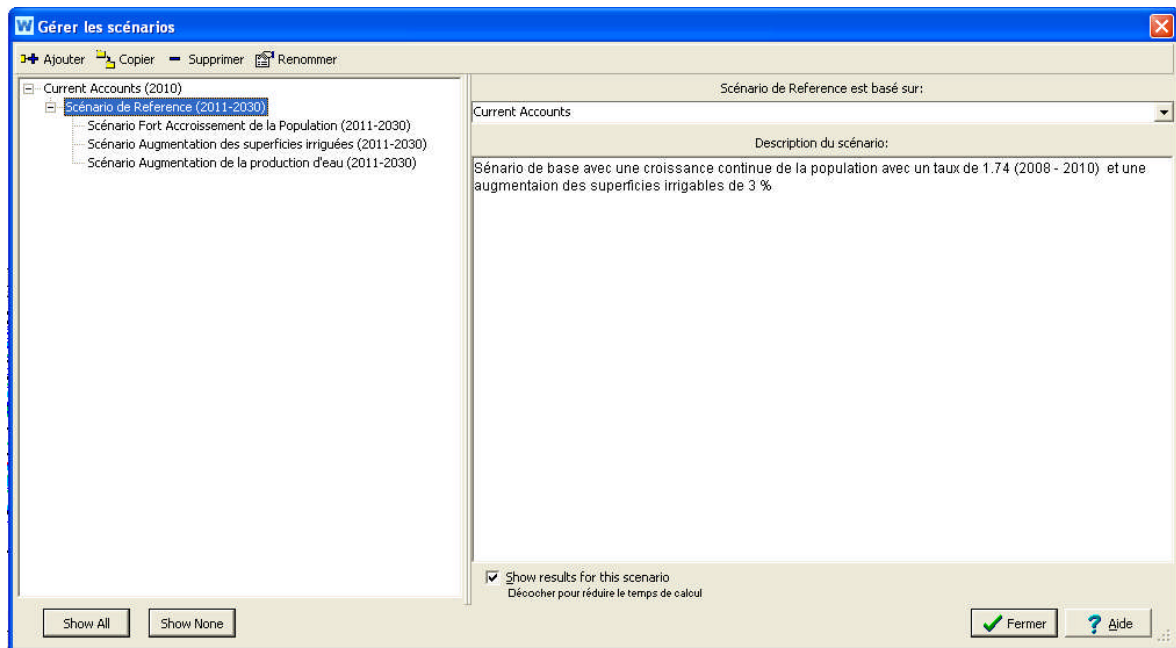 W Gérer les scénarios
Ajouter Copier Supprimer Renommer
Current Accounts (2010)
Scénario de Reference (2011-2030)
Scénario Fort Accroissement de la Population (2011-2030)
Scénario Augmentation des superficies irriguées (2011-2030)
Scénario Augmentation de la production d'eau (2011-2030)
Scénario de Reference est basé sur:
Current Accounts
Description du scénario:
Sénario de base avec une croissance continue de la population avec un taux de 1.74 (2008 - 2010) et une
augmentaion des superficies irrigables de 3 %
Show results for this scenario
Décocher pour réduire le temps de calcul
Show All Show None Fermer ? Aide